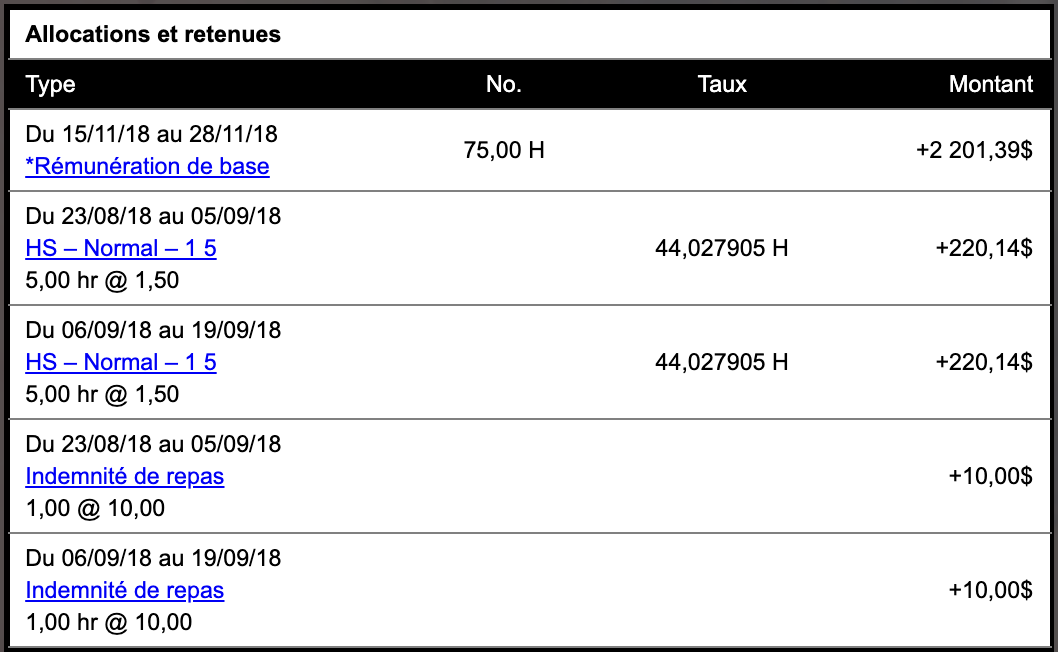 Allocations et retenues
Type No. Taux Montant
Du 15/11/18 au 28/11/18
*Rémunération de base 75,00 H +2 201,39$
Du 23/08/18 au 05/09/18
HS – Normal – 1 5 44,027905 H +220,14$
5,00 hr @ 1,50
Du 06/09/18 au 19/09/18
HS – Normal – 1 5 44,027905 H +220,14$
5,00 hr @ 1,50
Du 23/08/18 au 05/09/18
Indemnité de repas +10,00$
1,00 @ 10,00
Du 06/09/18 au 19/09/18
Indemnité de repas +10,00$
1,00 hr @ 10,00